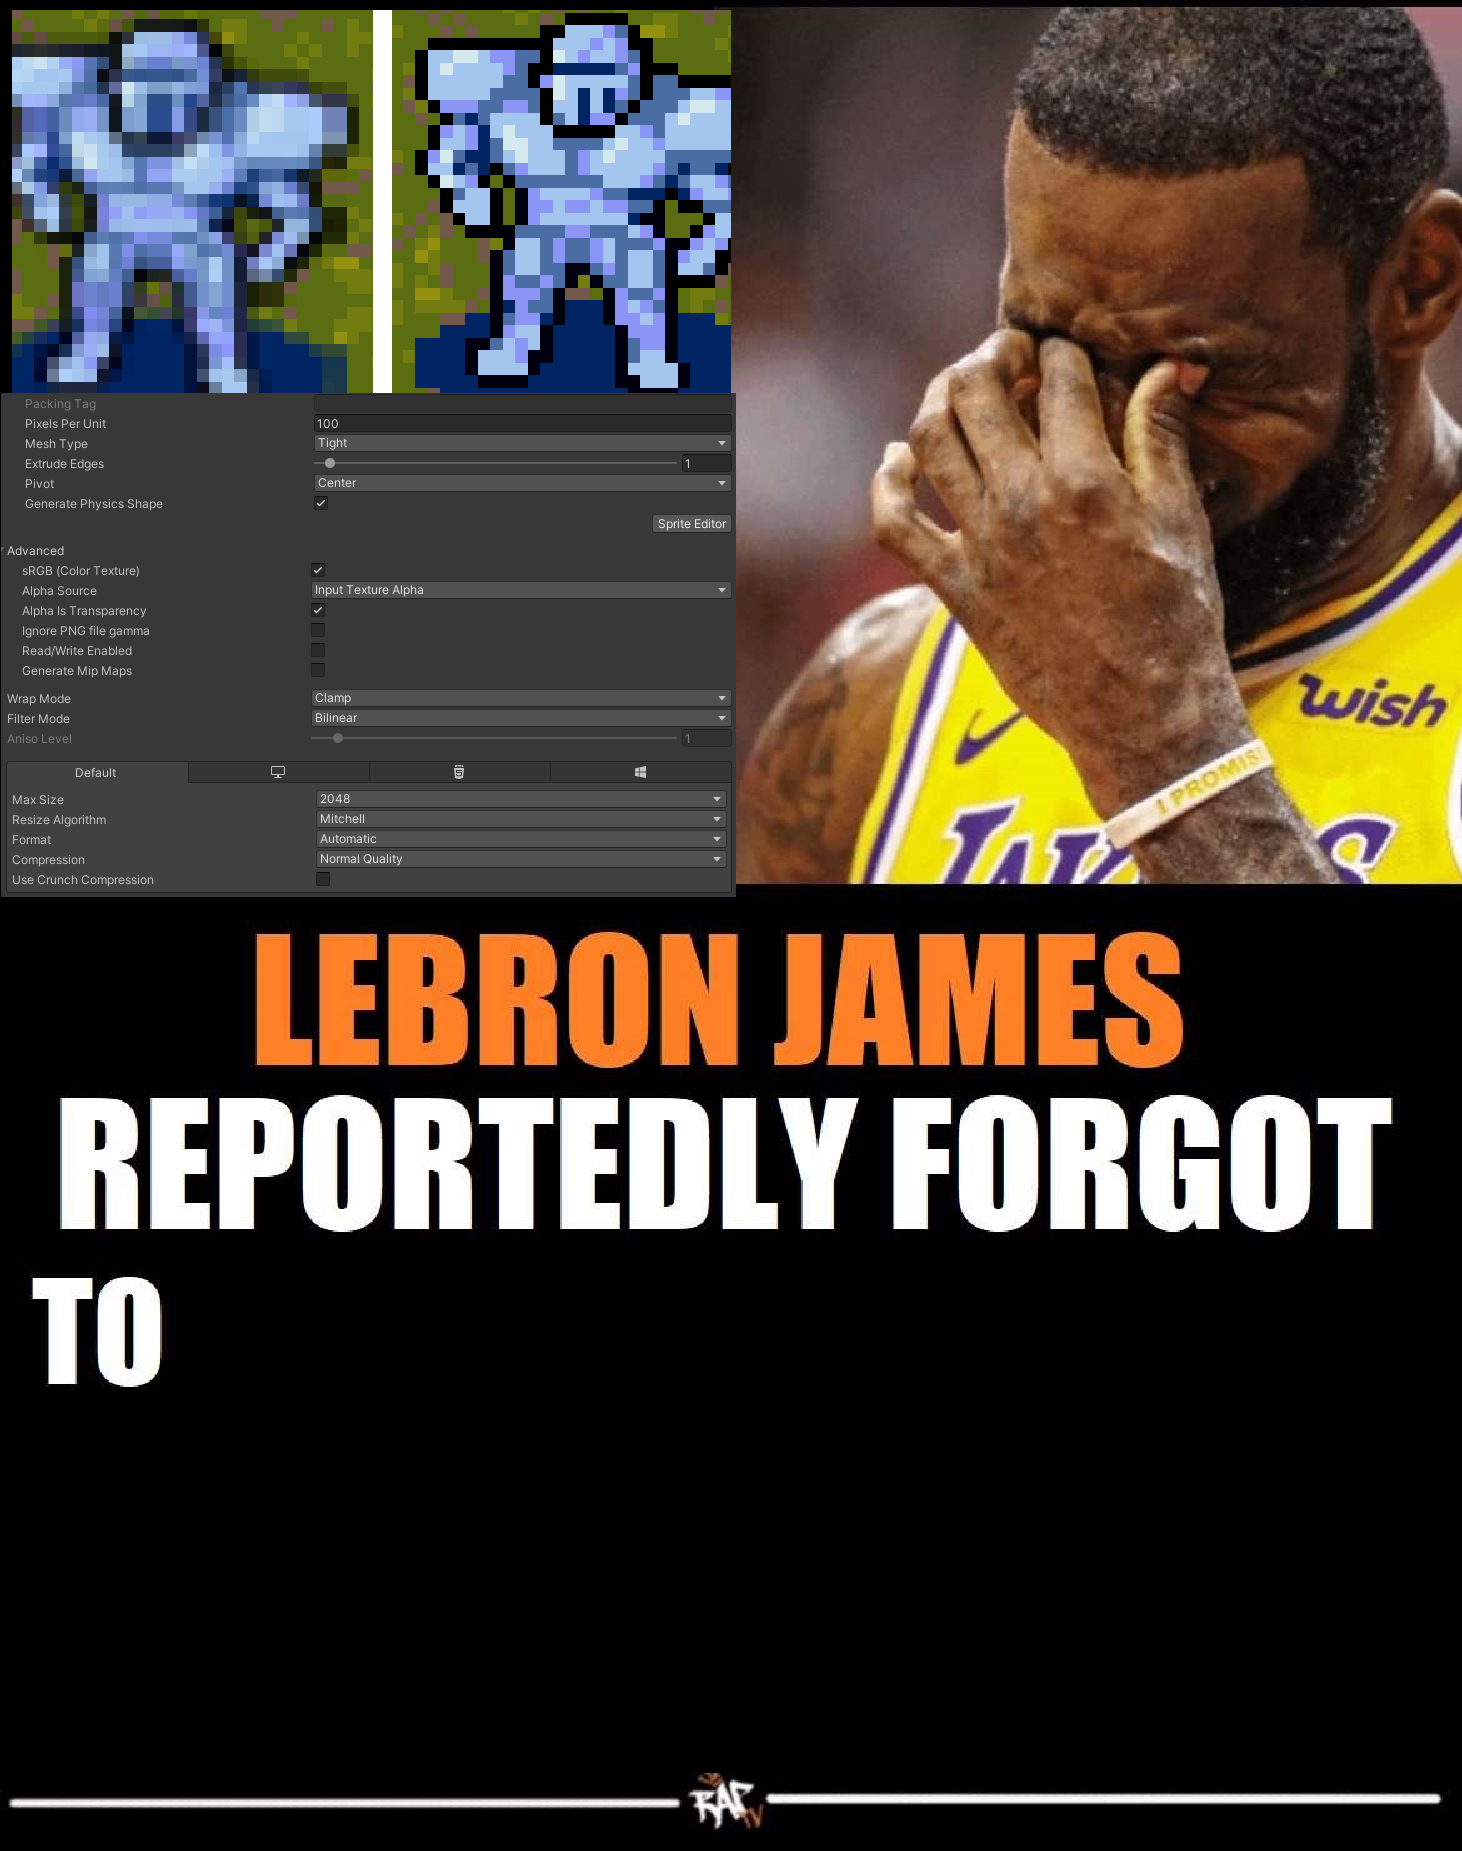 Packing Tag
Pixels Per Unit 100
Mesh Type Tight
Extrude Edges 1
Pivot Center
Generate Physics Shape
Sprite Editor
Advanced
sRGB (Color Texture)
Alpha Source Input Texture Alpha
Alpha Is Transparency
Ignore PNG file gamma
Read/Write Enabled
Generate Mip Maps
Wrap Mode Clamp
Filter Mode Bilinear
Aniso Level 1
Default
Max Size 2048
Resize Algorithm Mitchell
Format Automatic
Compression Normal Quality
Use Crunch Compression
wish
I PROMIS
LEBRON JAMES
REPORTEDLY FORGOT
TO
RAP TV